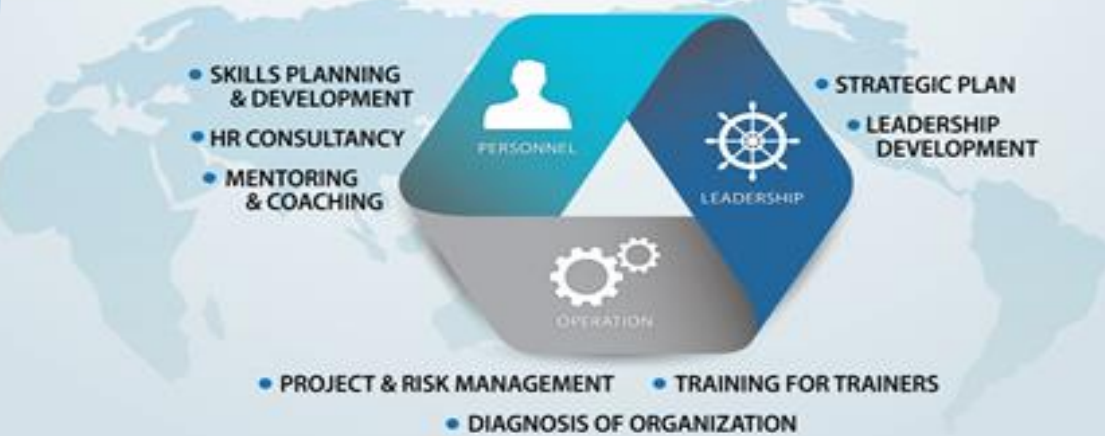 • SKILLS PLANNING
& DEVELOPMENT
• HR CONSULTANCY
• MENTORING
& COACHING
PERSONNEL
LEADERSHIP
• STRATEGIC PLAN
• LEADERSHIP
DEVELOPMENT
OPERATION
• PROJECT & RISK MANAGEMENT
• TRAINING FOR TRAINERS
• DIAGNOSIS OF ORGANIZATION